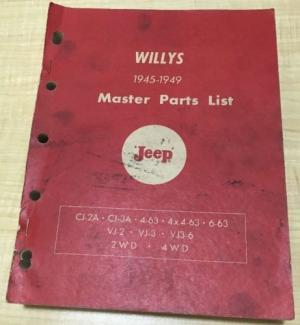 WILLYS
1945-1949
Master Parts List
"Jeep"
CJ-2A • CJ-3A • 4-63 • 4x4-63 • 6-63
VJ-2 • VJ-3 • VJ3-6
2WD • 4WD